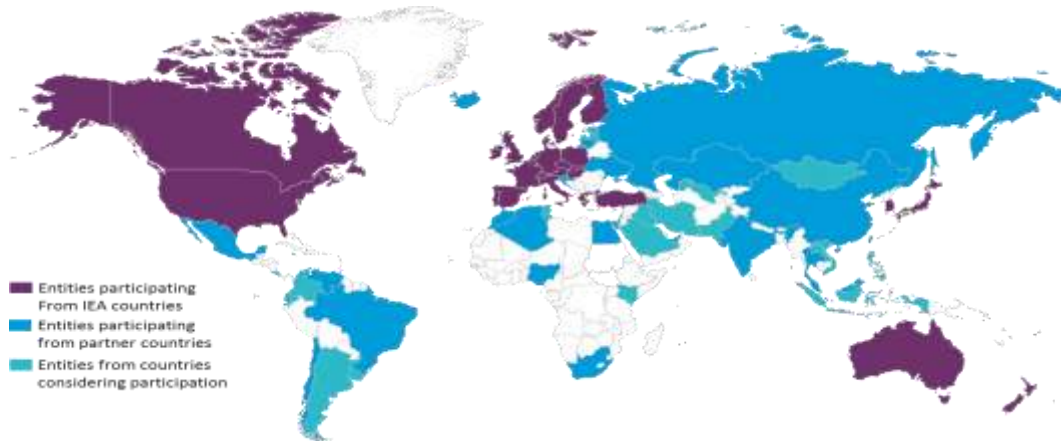 Entities participating
From IEA countries
Entities participating
from partner countries
Entities from countries
considering participation